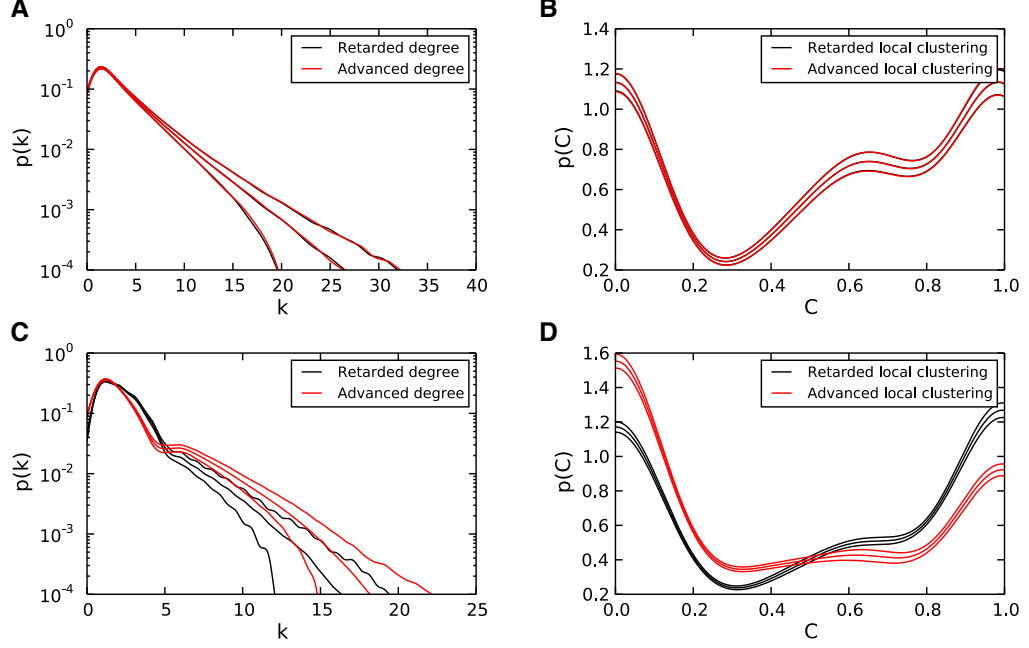 A
10^0
10^-1
10^-2
10^-3
10^-4
p(k)
0 5 10 15 20 25 30 35 40
k
Retarded degree
Advanced degree
B
1.4
1.2
1.0
0.8
0.6
0.4
0.2
p(C)
0.0 0.2 0.4 0.6 0.8 1.0
C
Retarded local clustering
Advanced local clustering
C
10^0
10^-1
10^-2
10^-3
10^-4
p(k)
0 5 10 15 20 25
k
Retarded degree
Advanced degree
D
1.6
1.4
1.2
1.0
0.8
0.6
0.4
0.2
p(C)
0.0 0.2 0.4 0.6 0.8 1.0
C
Retarded local clustering
Advanced local clustering